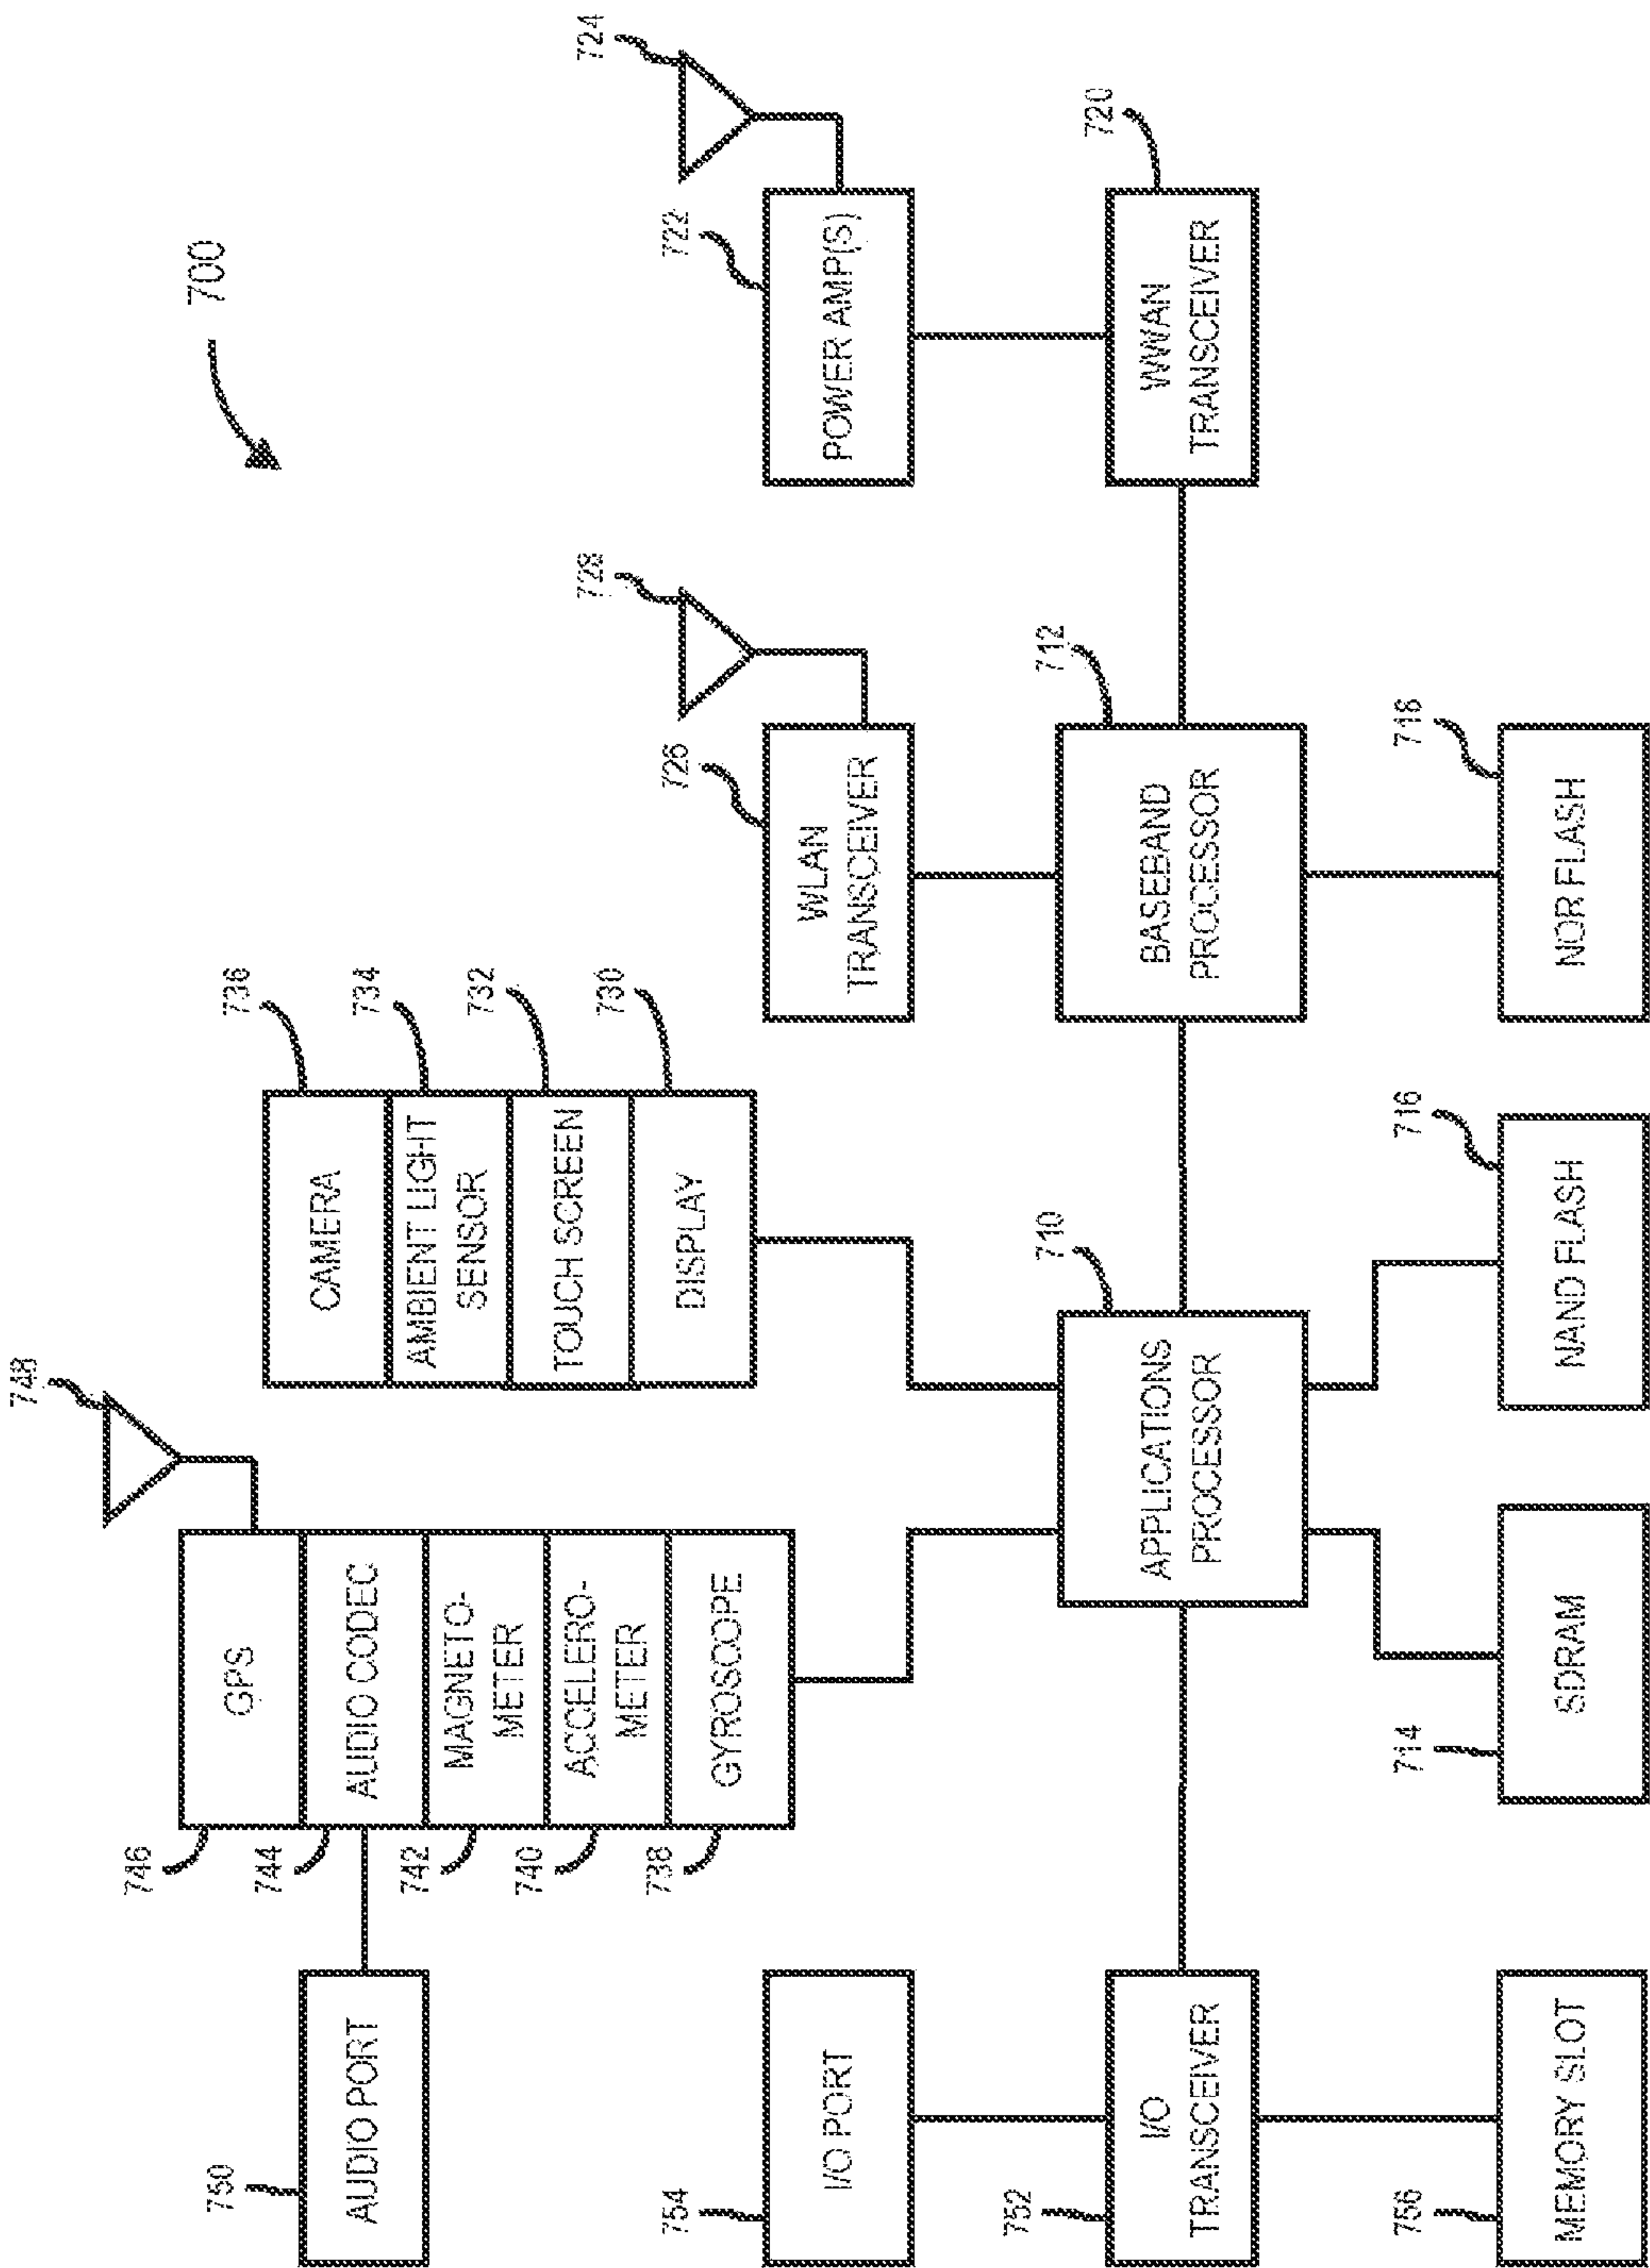 748
700
746
GPS
750
AUDIO PORT
744
AUDIO CODEC
742
MAGNETO-
METER
740
ACCELERO-
METER
738
GYROSCOPE
CAMERA
736
AMBIENT LIGHT
SENSOR
734
TOUCH SCREEN
732
DISPLAY
730
728
724
754
I/O PORT
726
WLAN
TRANSCEIVER
722
POWER AMP(S)
752
I/O
TRANSCEIVER
710
APPLICATIONS
PROCESSOR
712
BASEBAND
PROCESSOR
720
WWAN
TRANSCEIVER
756
MEMORY SLOT
714
SDRAM
716
NAND FLASH
718
NOR FLASH